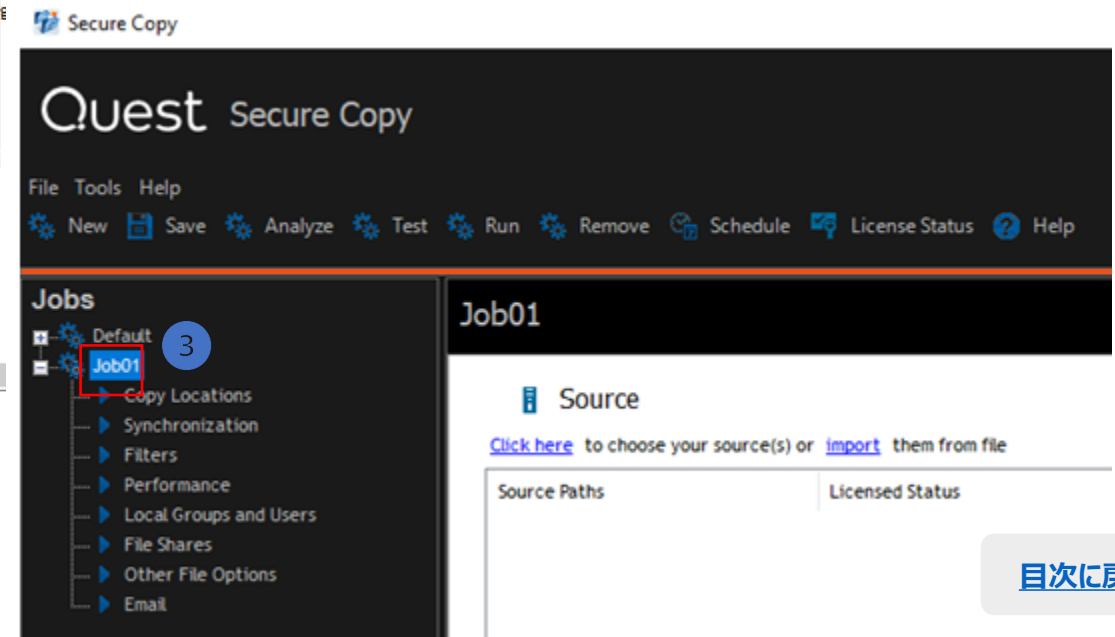 Secure Copy
Quest Secure Copy
File Tools Help
New Save Analyze Test Run Remove Schedule License Status Help
Jobs
Default
3
Job01
Copy Locations
Synchronization
Filters
Performance
Local Groups and Users
File Shares
Other File Options
Email
Job01
Source
Click here to choose your source(s) or import them from file
Source Paths Licensed Status
目次に戻